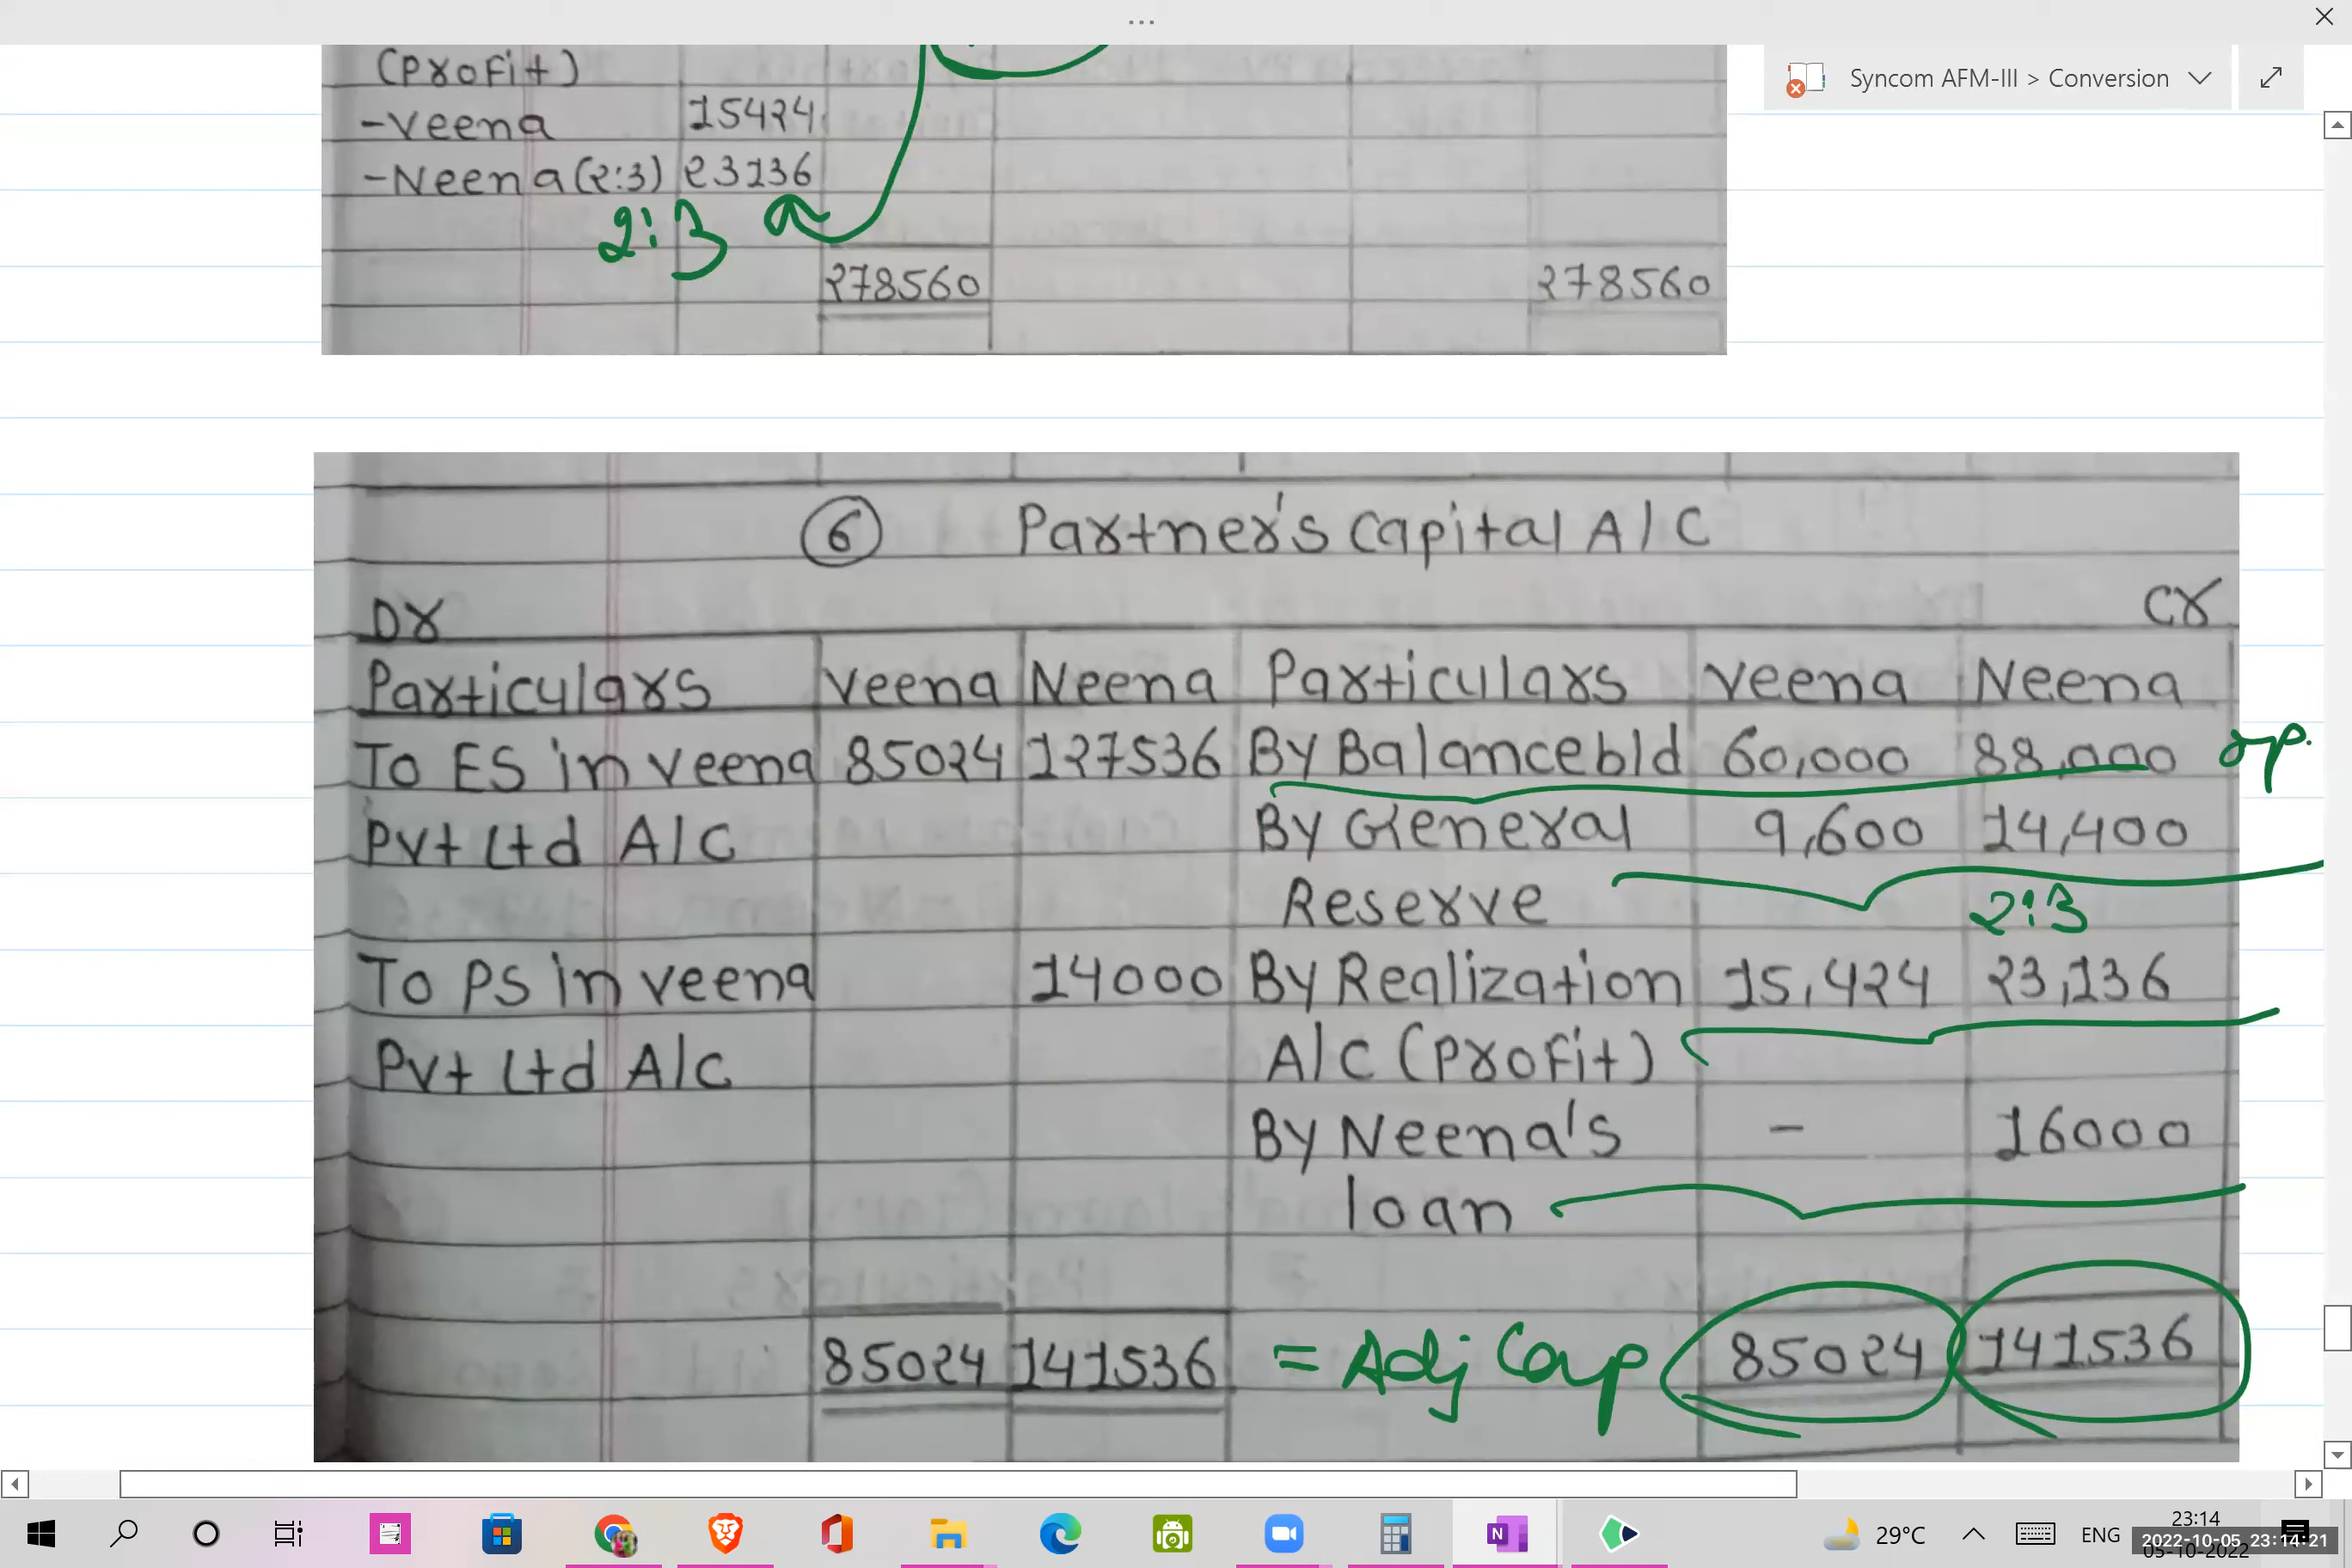 ...
Syncom AFM-III > Conversion
(Profit)
-Veena 15424
-Neena (2:3) 23136
2:3
278560 278560
6 Partner's Capital A/C
Dr Cr
Particulars Veena Neena Particulars Veena Neena
To ES in veena 85024 127536 By Balance b/d 60,000 88,000 op.
Pvt Ltd A/C By General 9,600 14,400
Reserve 2:3
To PS in veena 14000 By Realization 15,424 23,136
Pvt Ltd A/C A/C (Profit)
By Neena's - 16000
loan
85024 141536 = Adj Cap 85024 141536
29°C ENG 23:14
2022-10-05, 23:14:21
05-10-2022